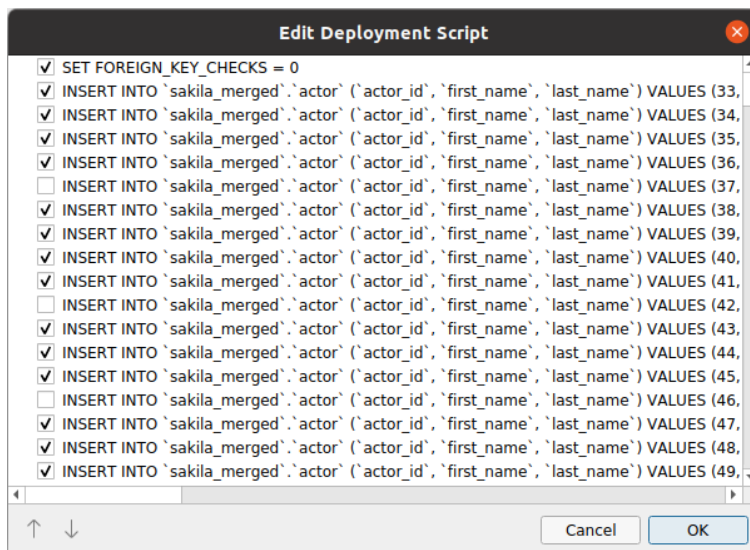 Edit Deployment Script
SET FOREIGN_KEY_CHECKS = 0
INSERT INTO `sakila_merged`.`actor` (`actor_id`, `first_name`, `last_name`) VALUES (33,
INSERT INTO `sakila_merged`.`actor` (`actor_id`, `first_name`, `last_name`) VALUES (34,
INSERT INTO `sakila_merged`.`actor` (`actor_id`, `first_name`, `last_name`) VALUES (35,
INSERT INTO `sakila_merged`.`actor` (`actor_id`, `first_name`, `last_name`) VALUES (36,
INSERT INTO `sakila_merged`.`actor` (`actor_id`, `first_name`, `last_name`) VALUES (37,
INSERT INTO `sakila_merged`.`actor` (`actor_id`, `first_name`, `last_name`) VALUES (38,
INSERT INTO `sakila_merged`.`actor` (`actor_id`, `first_name`, `last_name`) VALUES (39,
INSERT INTO `sakila_merged`.`actor` (`actor_id`, `first_name`, `last_name`) VALUES (40,
INSERT INTO `sakila_merged`.`actor` (`actor_id`, `first_name`, `last_name`) VALUES (41,
INSERT INTO `sakila_merged`.`actor` (`actor_id`, `first_name`, `last_name`) VALUES (42,
INSERT INTO `sakila_merged`.`actor` (`actor_id`, `first_name`, `last_name`) VALUES (43,
INSERT INTO `sakila_merged`.`actor` (`actor_id`, `first_name`, `last_name`) VALUES (44,
INSERT INTO `sakila_merged`.`actor` (`actor_id`, `first_name`, `last_name`) VALUES (45,
INSERT INTO `sakila_merged`.`actor` (`actor_id`, `first_name`, `last_name`) VALUES (46,
INSERT INTO `sakila_merged`.`actor` (`actor_id`, `first_name`, `last_name`) VALUES (47,
INSERT INTO `sakila_merged`.`actor` (`actor_id`, `first_name`, `last_name`) VALUES (48,
INSERT INTO `sakila_merged`.`actor` (`actor_id`, `first_name`, `last_name`) VALUES (49,
Cancel OK